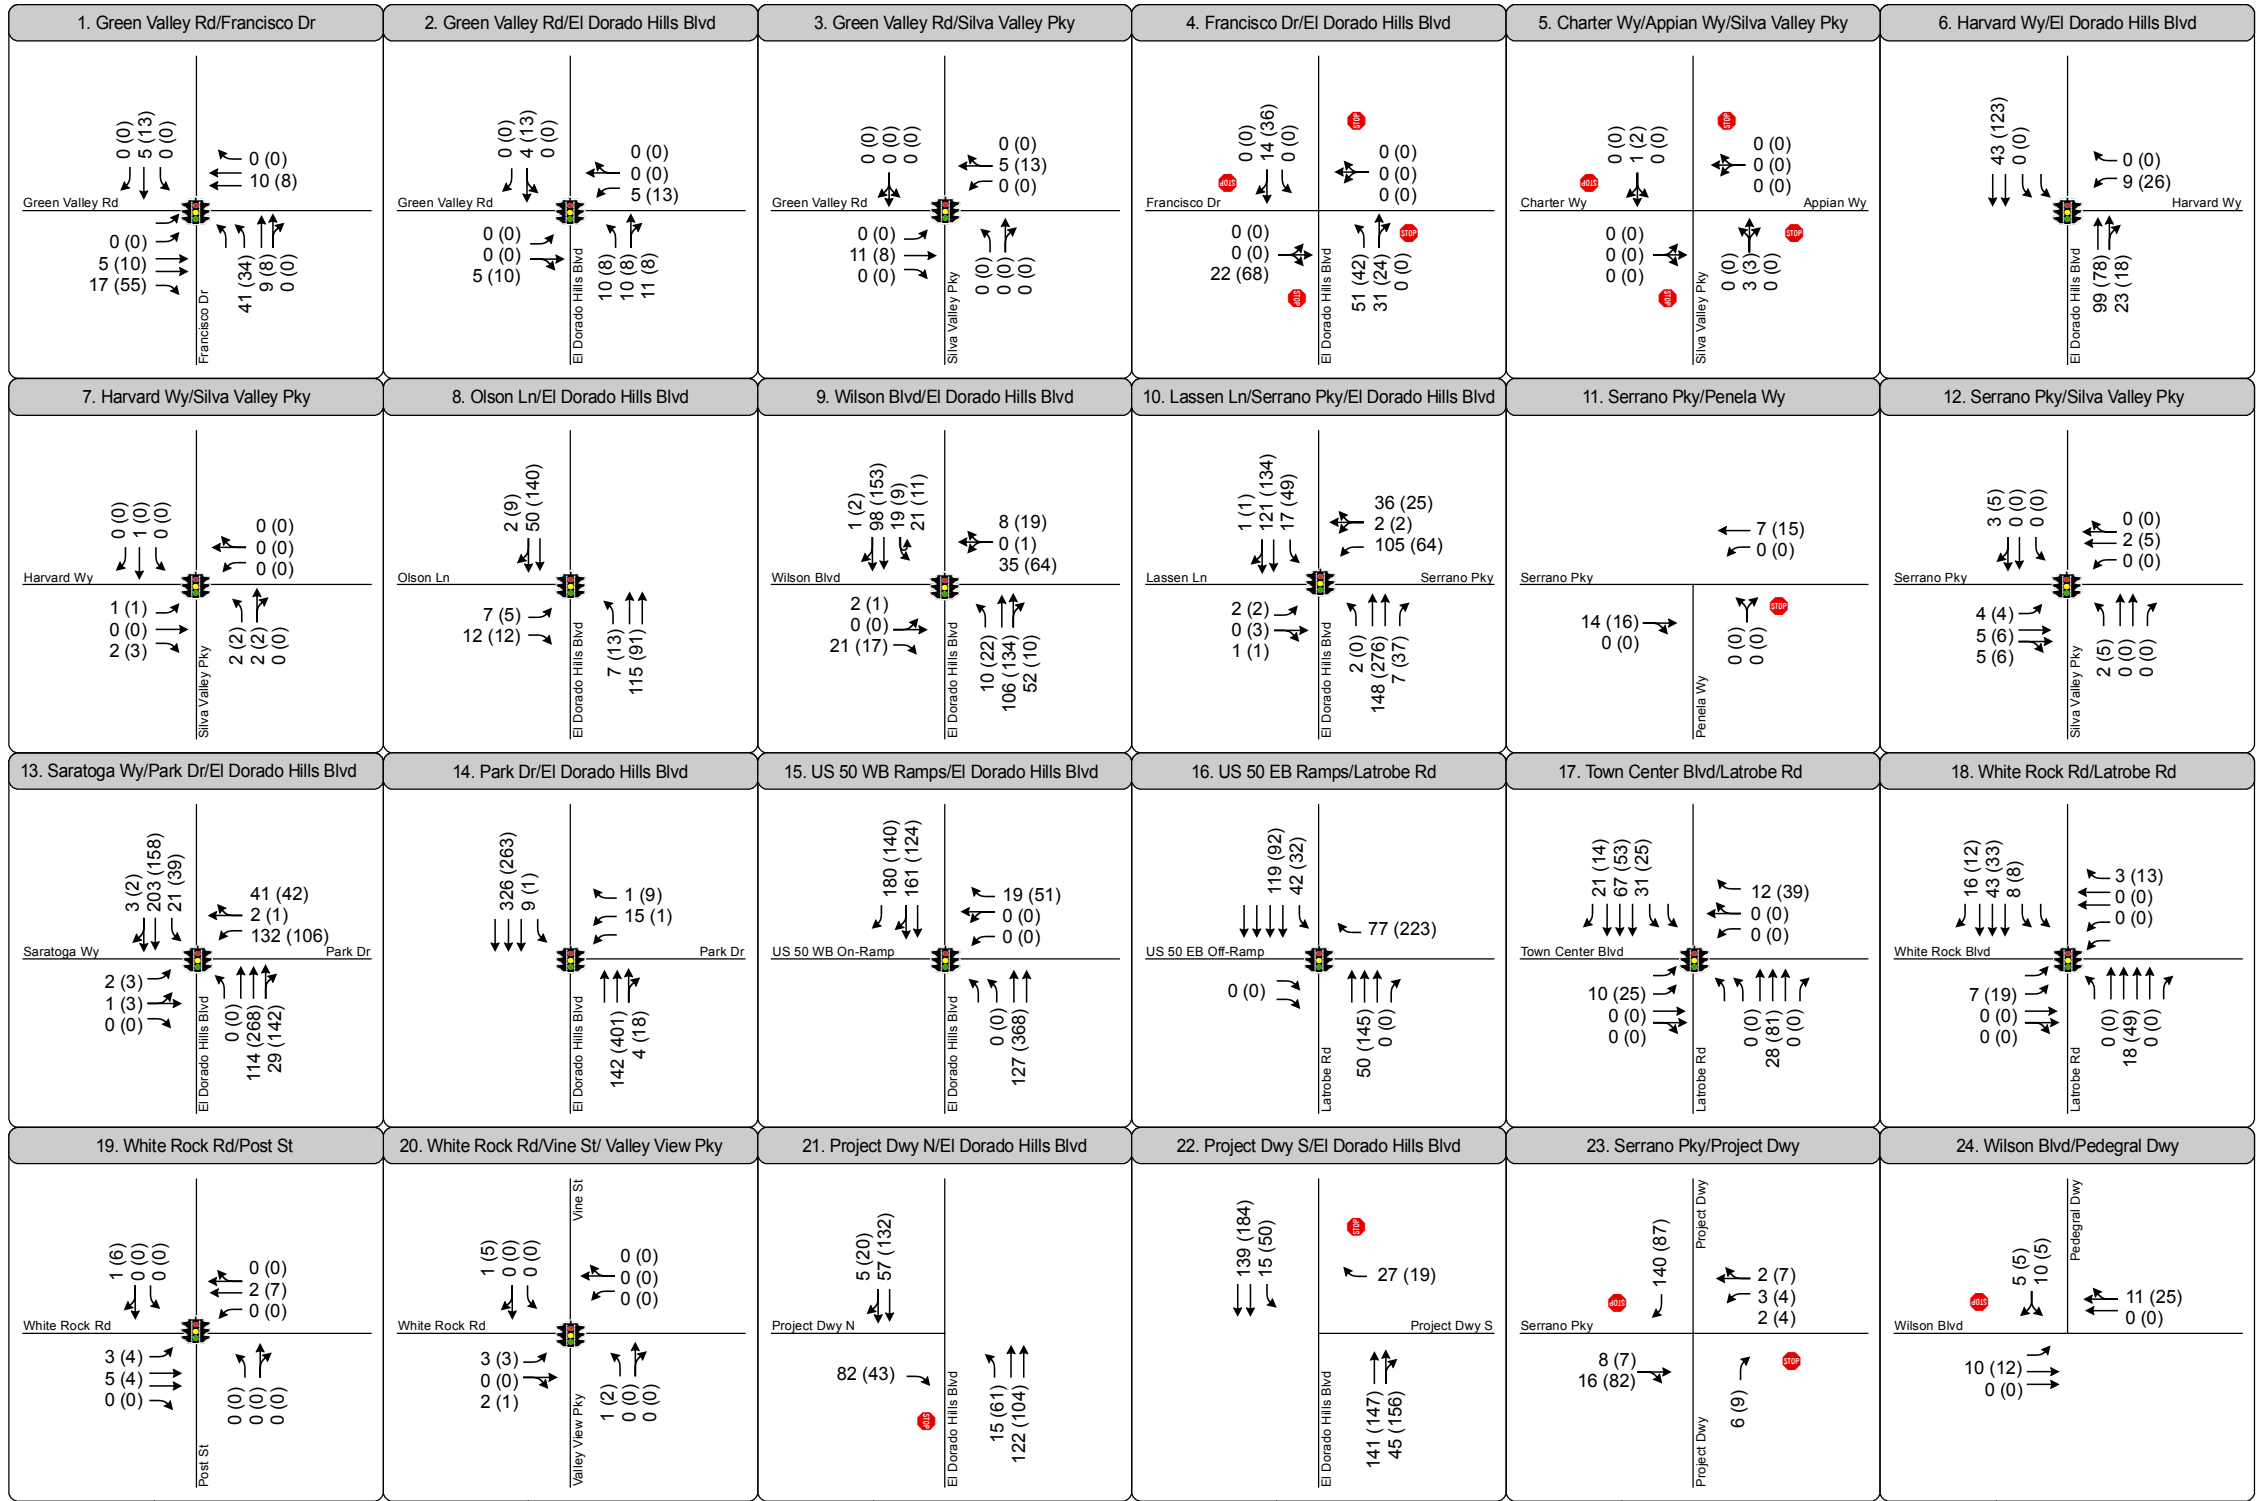 1. Green Valley Rd/Francisco Dr
0 (0)
5 (13)
0 (0)
0 (0)
10 (8)
Green Valley Rd
0 (0)
5 (10)
17 (55)
41 (34)
9 (8)
0 (0)
Francisco Dr
2. Green Valley Rd/El Dorado Hills Blvd
0 (0)
4 (13)
0 (0)
0 (0)
0 (0)
5 (13)
Green Valley Rd
0 (0)
0 (0)
5 (10)
10 (8)
10 (8)
11 (8)
El Dorado Hills Blvd
3. Green Valley Rd/Silva Valley Pky
0 (0)
0 (0)
0 (0)
0 (0)
5 (13)
0 (0)
Green Valley Rd
0 (0)
11 (8)
0 (0)
0 (0)
0 (0)
0 (0)
Silva Valley Pky
4. Francisco Dr/El Dorado Hills Blvd
0 (0)
14 (36)
0 (0)
STOP
0 (0)
0 (0)
0 (0)
STOP
Francisco Dr
0 (0)
0 (0)
22 (68)
STOP
51 (42)
31 (24)
0 (0)
STOP
El Dorado Hills Blvd
5. Charter Wy/Appian Wy/Silva Valley Pky
0 (0)
1 (2)
0 (0)
STOP
0 (0)
0 (0)
0 (0)
STOP
Charter Wy
Appian Wy
0 (0)
0 (0)
0 (0)
STOP
0 (0)
3 (3)
0 (0)
STOP
Silva Valley Pky
6. Harvard Wy/El Dorado Hills Blvd
43 (123)
0 (0)
0 (0)
9 (26)
Harvard Wy
99 (78)
23 (18)
El Dorado Hills Blvd
7. Harvard Wy/Silva Valley Pky
0 (0)
1 (0)
0 (0)
0 (0)
0 (0)
0 (0)
Harvard Wy
1 (1)
0 (0)
2 (3)
2 (2)
2 (2)
0 (0)
Silva Valley Pky
8. Olson Ln/El Dorado Hills Blvd
2 (9)
50 (140)
Olson Ln
7 (5)
12 (12)
7 (13)
115 (91)
El Dorado Hills Blvd
9. Wilson Blvd/El Dorado Hills Blvd
1 (2)
98 (153)
19 (9)
21 (11)
8 (19)
0 (1)
35 (64)
Wilson Blvd
2 (1)
0 (0)
21 (17)
10 (22)
106 (134)
52 (10)
El Dorado Hills Blvd
10. Lassen Ln/Serrano Pky/El Dorado Hills Blvd
1 (1)
121 (134)
17 (49)
36 (25)
2 (2)
105 (64)
Lassen Ln
Serrano Pky
2 (2)
0 (3)
1 (1)
2 (0)
148 (276)
7 (37)
El Dorado Hills Blvd
11. Serrano Pky/Penela Wy
7 (15)
0 (0)
Serrano Pky
14 (16)
0 (0)
0 (0)
0 (0)
STOP
Penela Wy
12. Serrano Pky/Silva Valley Pky
3 (5)
0 (0)
0 (0)
0 (0)
2 (5)
0 (0)
Serrano Pky
4 (4)
5 (6)
5 (6)
2 (5)
0 (0)
0 (0)
Silva Valley Pky
13. Saratoga Wy/Park Dr/El Dorado Hills Blvd
3 (2)
203 (158)
21 (39)
41 (42)
2 (1)
132 (106)
Saratoga Wy
Park Dr
2 (3)
1 (3)
0 (0)
0 (0)
114 (268)
29 (142)
El Dorado Hills Blvd
14. Park Dr/El Dorado Hills Blvd
326 (263)
9 (1)
1 (9)
15 (1)
Park Dr
142 (401)
4 (18)
El Dorado Hills Blvd
15. US 50 WB Ramps/El Dorado Hills Blvd
180 (140)
161 (124)
19 (51)
0 (0)
0 (0)
US 50 WB On-Ramp
0 (0)
127 (368)
El Dorado Hills Blvd
16. US 50 EB Ramps/Latrobe Rd
119 (92)
42 (32)
77 (223)
US 50 EB Off-Ramp
0 (0)
50 (145)
0 (0)
Latrobe Rd
17. Town Center Blvd/Latrobe Rd
21 (14)
67 (53)
31 (25)
12 (39)
0 (0)
0 (0)
Town Center Blvd
10 (25)
0 (0)
0 (0)
0 (0)
28 (81)
0 (0)
Latrobe Rd
18. White Rock Rd/Latrobe Rd
16 (12)
43 (33)
8 (8)
3 (13)
0 (0)
0 (0)
White Rock Blvd
7 (19)
0 (0)
0 (0)
0 (0)
18 (49)
0 (0)
Latrobe Rd
19. White Rock Rd/Post St
1 (6)
0 (0)
0 (0)
0 (0)
2 (7)
0 (0)
White Rock Rd
3 (4)
5 (4)
0 (0)
0 (0)
0 (0)
0 (0)
Post St
20. White Rock Rd/Vine St/ Valley View Pky
Vine St
1 (5)
0 (0)
0 (0)
0 (0)
0 (0)
0 (0)
White Rock Rd
3 (3)
0 (0)
2 (1)
1 (2)
0 (0)
0 (0)
Valley View Pky
21. Project Dwy N/El Dorado Hills Blvd
5 (20)
57 (132)
Project Dwy N
82 (43)
STOP
15 (61)
122 (104)
El Dorado Hills Blvd
22. Project Dwy S/El Dorado Hills Blvd
139 (184)
15 (50)
STOP
27 (19)
Project Dwy S
141 (147)
45 (156)
El Dorado Hills Blvd
23. Serrano Pky/Project Dwy
Project Dwy
140 (87)
STOP
2 (7)
3 (4)
2 (4)
Serrano Pky
8 (7)
16 (82)
6 (9)
STOP
Project Dwy
24. Wilson Blvd/Pedegral Dwy
Pedegral Dwy
5 (5)
10 (5)
STOP
11 (25)
0 (0)
Wilson Blvd
10 (12)
0 (0)